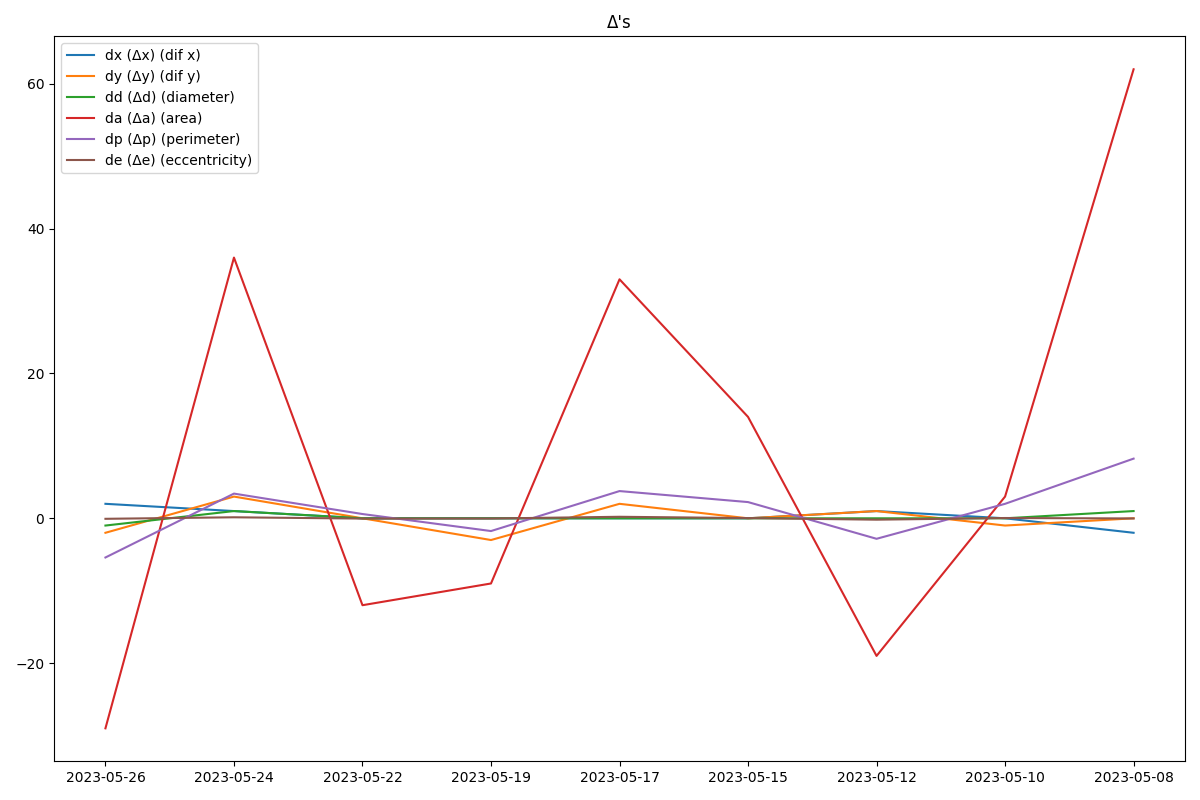 Δ's
dx (Δx) (dif x)
dy (Δy) (dif y)
dd (Δd) (diameter)
da (Δa) (area)
dp (Δp) (perimeter)
de (Δe) (eccentricity)
60
40
20
0
−20
2023-05-26 2023-05-24 2023-05-22 2023-05-19 2023-05-17 2023-05-15 2023-05-12 2023-05-10 2023-05-08